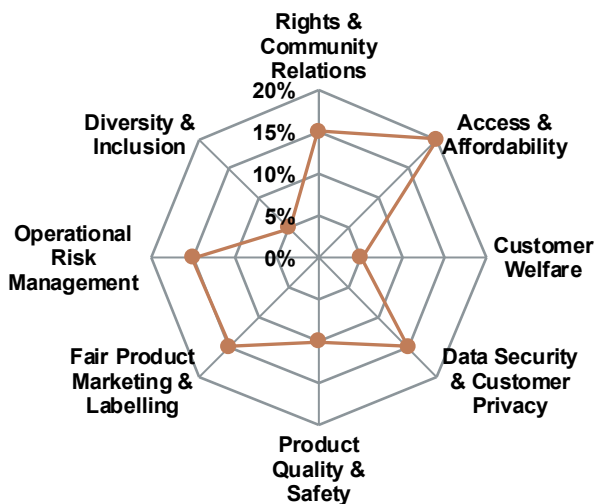 Rights &
Community
Relations
20%
15%
10%
5%
0%
Access &
Affordability
Customer
Welfare
Data Security
& Customer
Privacy
Product
Quality &
Safety
Fair Product
Marketing &
Labelling
Operational
Risk
Management
Diversity &
Inclusion